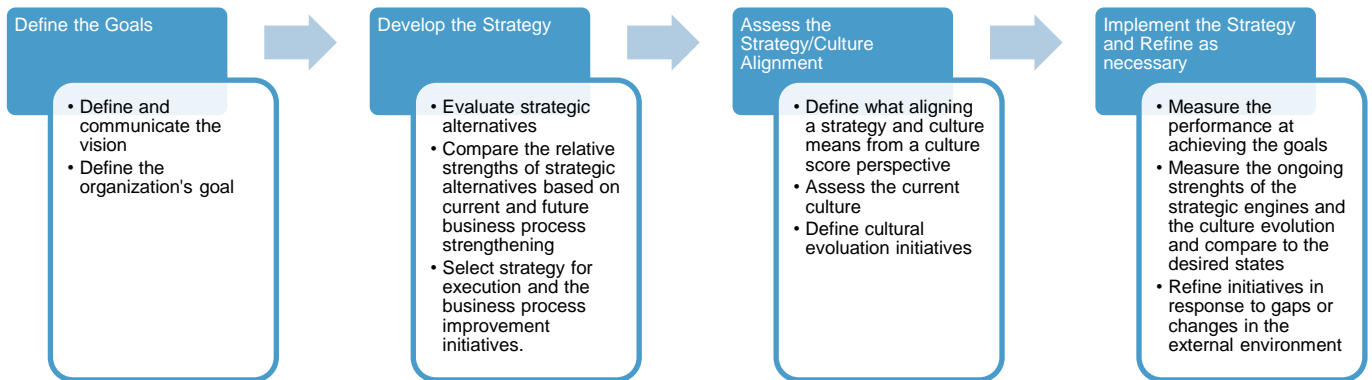 Define the Goals
• Define and
communicate the
vision
• Define the
organization's goal
Develop the Strategy
• Evaluate strategic
alternatives
• Compare the relative
strengths of strategic
alternatives based on
current and future
business process
strengthening
• Select strategy for
execution and the
business process
improvement
initiatives.
Assess the
Strategy/Culture
Alignment
• Define what aligning
a strategy and culture
means from a culture
score perspective
• Assess the current
culture
• Define cultural
evoluation initiatives
Implement the Strategy
and Refine as
necessary
• Measure the
performance at
achieving the goals
• Measure the ongoing
strenghts of the
strategic engines and
the culture evolution
and compare to the
desired states
• Refine initiatives in
response to gaps or
changes in the
external environment